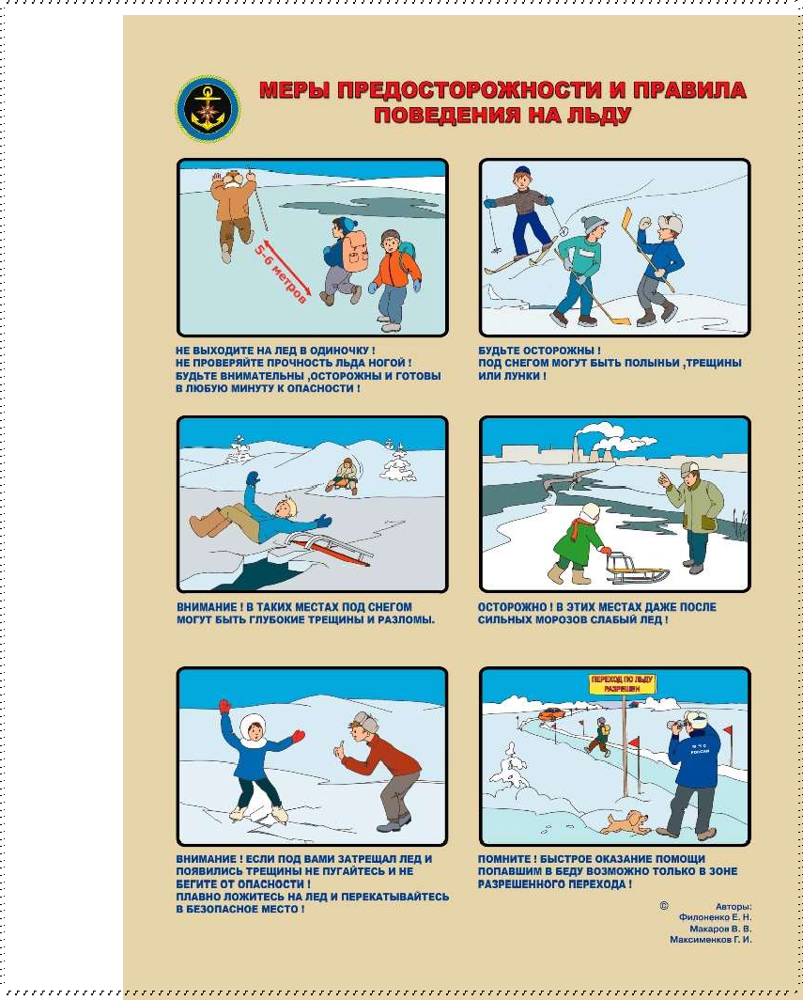 МЕРЫ ПРЕДОСТОРОЖНОСТИ И ПРАВИЛА
ПОВЕДЕНИЯ НА ЛЬДУ
5-6 метров
НЕ ВЫХОДИТЕ НА ЛЕД В ОДИНОЧКУ !
НЕ ПРОВЕРЯЙТЕ ПРОЧНОСТЬ ЛЬДА НОГОЙ !
БУДЬТЕ ВНИМАТЕЛЬНЫ ,ОСТОРОЖНЫ И ГОТОВЫ
В ЛЮБУЮ МИНУТУ К ОПАСНОСТИ !
БУДЬТЕ ОСТОРОЖНЫ !
ПОД СНЕГОМ МОГУТ БЫТЬ ПОЛЫНЬИ ,ТРЕЩИНЫ
ИЛИ ЛУНКИ !
ВНИМАНИЕ ! В ТАКИХ МЕСТАХ ПОД СНЕГОМ
МОГУТ БЫТЬ ГЛУБОКИЕ ТРЕЩИНЫ И РАЗЛОМЫ.
ОСТОРОЖНО ! В ЭТИХ МЕСТАХ ДАЖЕ ПОСЛЕ
СИЛЬНЫХ МОРОЗОВ СЛАБЫЙ ЛЕД !
ПЕРЕХОД ПО ЛЬДУ
РАЗРЕШЕН
М Ч С
РОССИИ
ВНИМАНИЕ ! ЕСЛИ ПОД ВАМИ ЗАТРЕЩАЛ ЛЕД И
ПОЯВИЛИСЬ ТРЕЩИНЫ НЕ ПУГАЙТЕСЬ И НЕ
БЕГИТЕ ОТ ОПАСНОСТИ !
ПЛАВНО ЛОЖИТЕСЬ НА ЛЕД И ПЕРЕКАТЫВАЙТЕСЬ
В БЕЗОПАСНОЕ МЕСТО !
ПОМНИТЕ ! БЫСТРОЕ ОКАЗАНИЕ ПОМОЩИ
ПОПАВШИМ В БЕДУ ВОЗМОЖНО ТОЛЬКО В ЗОНЕ
РАЗРЕШЕННОГО ПЕРЕХОДА !
© Авторы:
Филоненко Е. Н.
Макаров В. В.
Максименков Г. И.